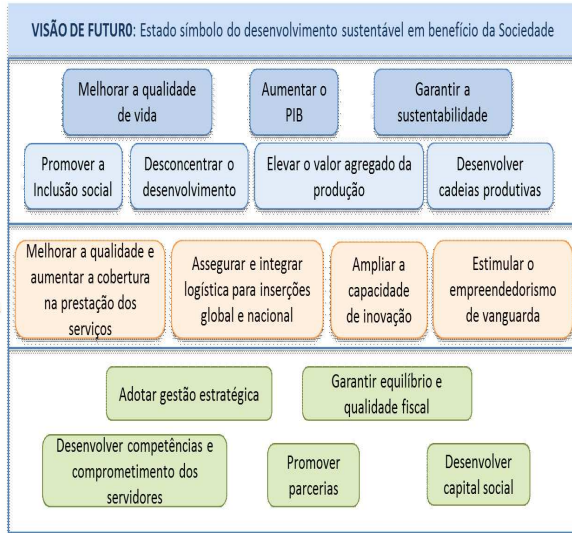 VISÃO DE FUTURO: Estado símbolo do desenvolvimento sustentável em benefício da Sociedade
Melhorar a qualidade
de vida
Aumentar o
PIB
Garantir a
sustentabilidade
Promover a
Inclusão social
Desconcentrar o
desenvolvimento
Elevar o valor agregado da
produção
Desenvolver
cadeias produtivas
Melhorar a qualidade e
aumentar a cobertura
na prestação dos
serviços
Assegurar e integrar
logística para inserções
global e nacional
Ampliar a
capacidade
de inovação
Estimular o
empreendedorismo
de vanguarda
Adotar gestão estratégica
Garantir equilíbrio e
qualidade fiscal
Desenvolver competências e
comprometimento dos
servidores
Promover
parcerias
Desenvolver
capital social